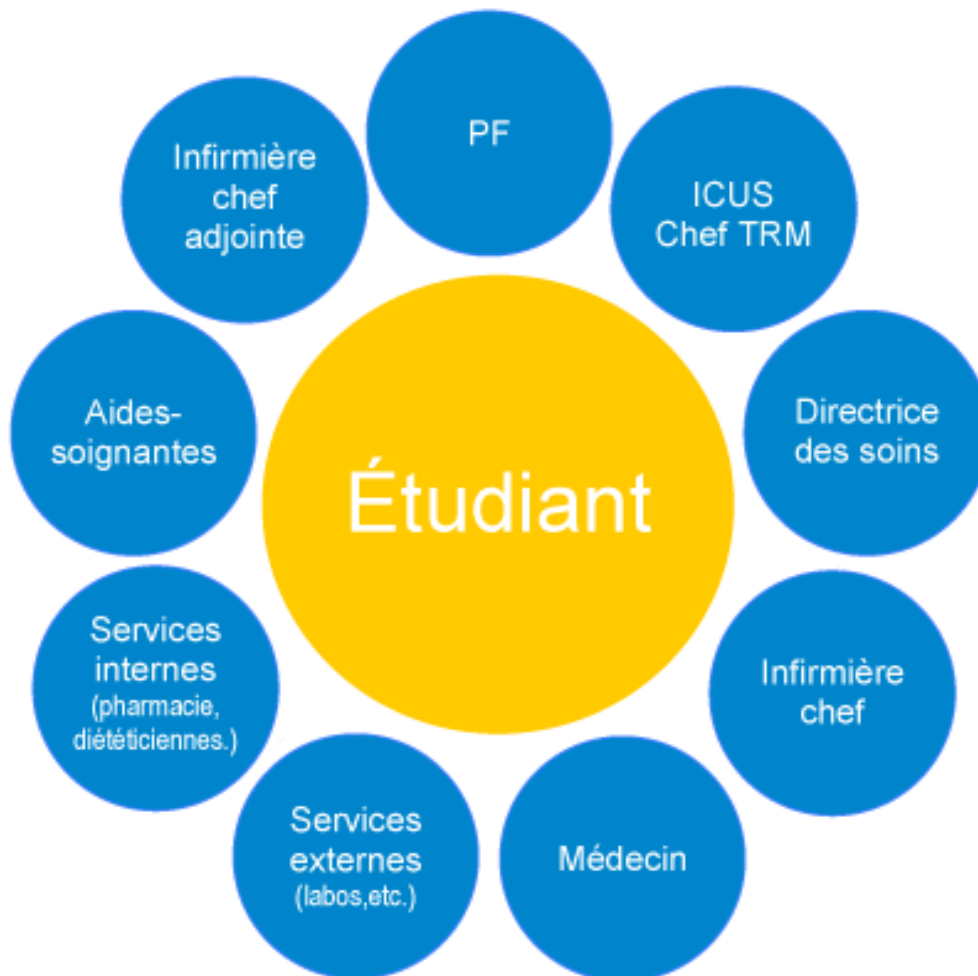 PF
ICUS
Chef TRM
Directrice
des soins
Infirmière
chef
Médecin
Services
externes
(labos,etc.)
Services
internes
(pharmacie,
diététiciennes.)
Aides-
soignantes
Infirmière
chef
adjointe
Étudiant